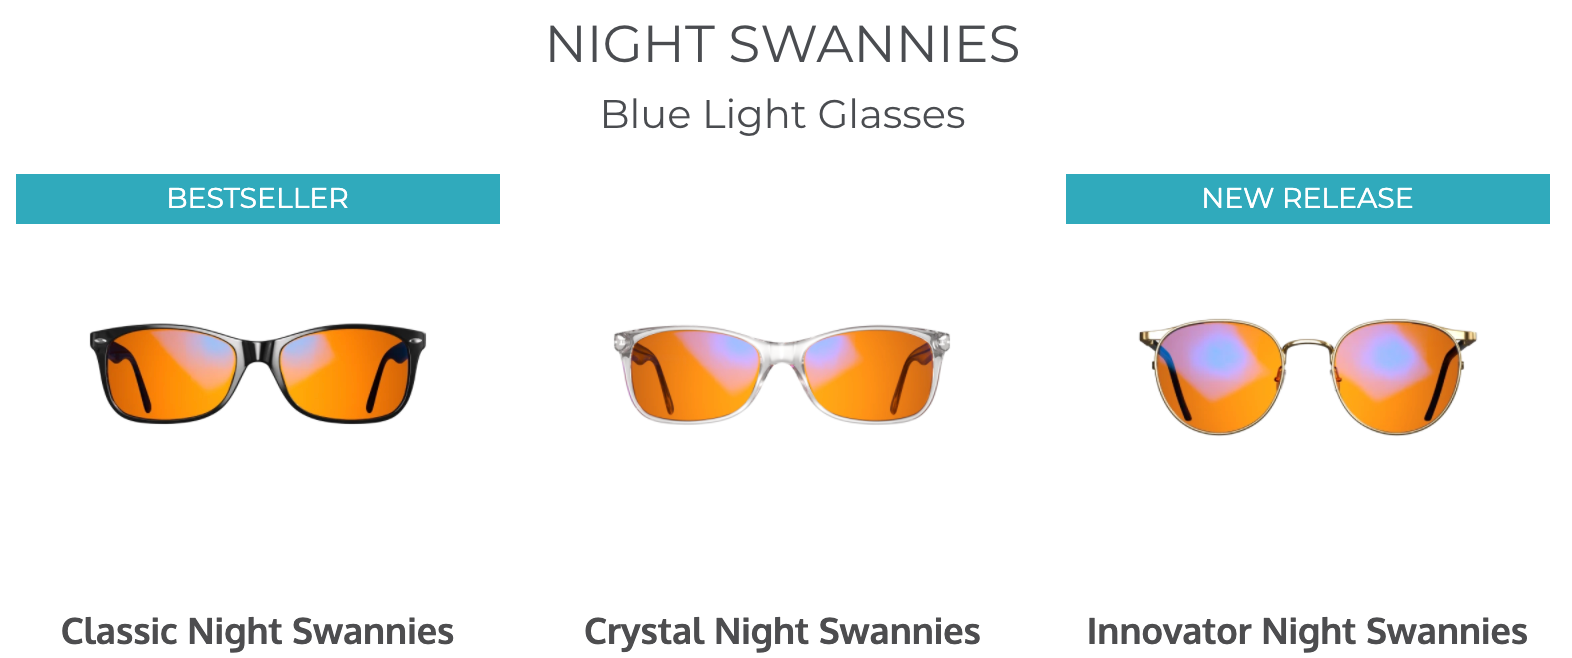 NIGHT SWANNIES
Blue Light Glasses
BESTSELLER
NEW RELEASE
Classic Night Swannies
Crystal Night Swannies
Innovator Night Swannies